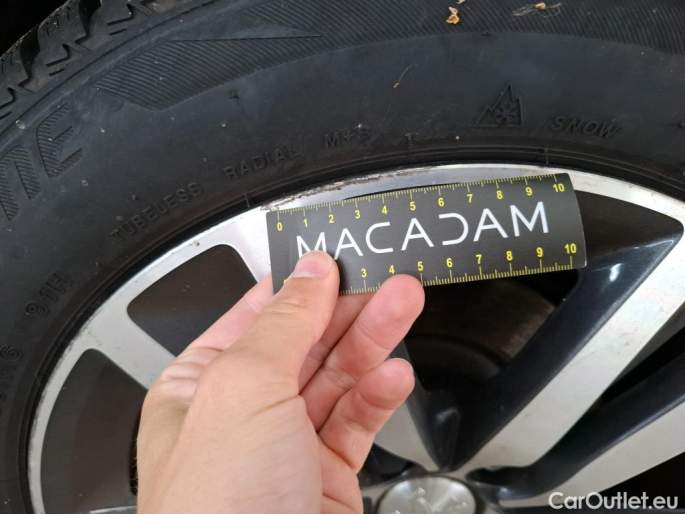 TUBELESS RADIAL M+S
SNOW
0 1 2 3 4 5 6 7 8 9 10
MACADAM
3 4 5 6 7 8 9 10
CarOutlet.eu